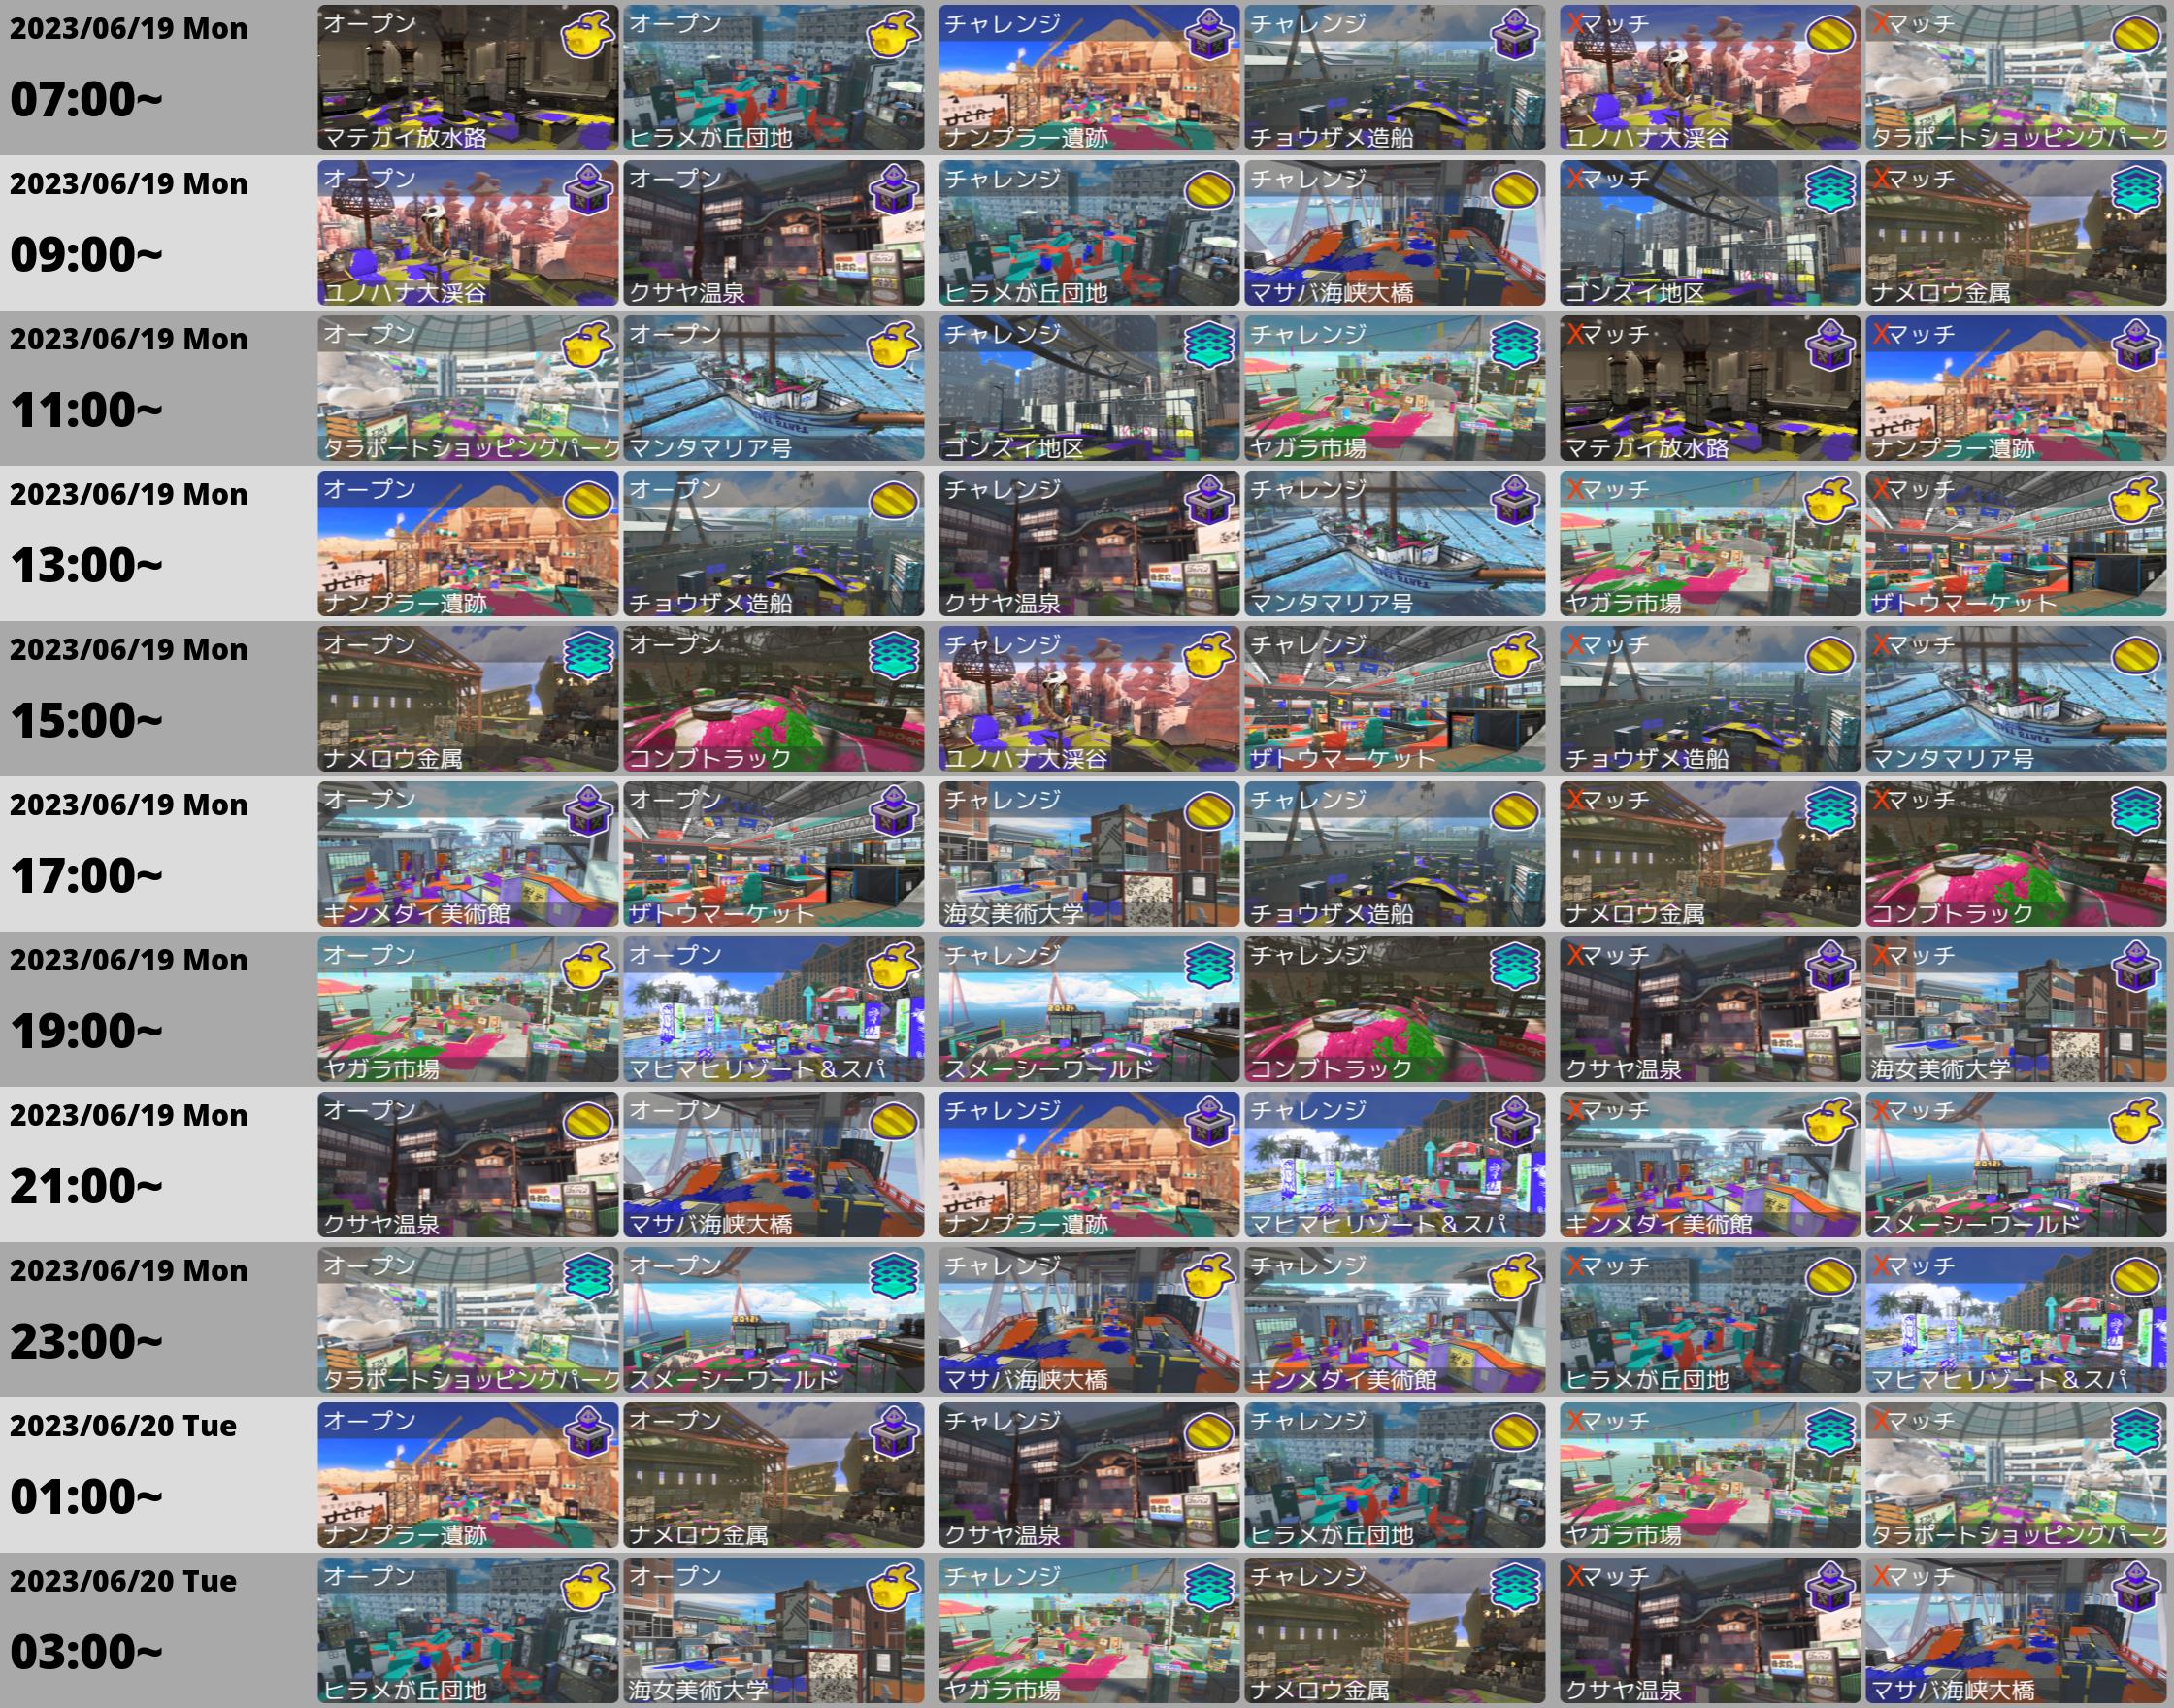 2023/06/19 Mon
07:00~
オープン オープン チャレンジ チャレンジ Xマッチ Xマッチ
マテガイ放水路 ヒラメが丘団地 ナンプラー遺跡 チョウザメ造船 ユノハナ大渓谷 タラポートショッピングパーク
2023/06/19 Mon
09:00~
オープン オープン チャレンジ チャレンジ Xマッチ Xマッチ
ユノハナ大渓谷 クサヤ温泉 ヒラメが丘団地 マサバ海峡大橋 ゴンズイ地区 ナメロウ金属
2023/06/19 Mon
11:00~
オープン オープン チャレンジ チャレンジ Xマッチ Xマッチ
タラポートショッピングパーク マンタマリア号 ゴンズイ地区 ヤガラ市場 マテガイ放水路 ナンプラー遺跡
2023/06/19 Mon
13:00~
オープン オープン チャレンジ チャレンジ Xマッチ Xマッチ
ナンプラー遺跡 チョウザメ造船 クサヤ温泉 マンタマリア号 ヤガラ市場 ザトウマーケット
2023/06/19 Mon
15:00~
オープン オープン チャレンジ チャレンジ Xマッチ Xマッチ
ナメロウ金属 コンブトラック ユノハナ大渓谷 ザトウマーケット チョウザメ造船 マンタマリア号
2023/06/19 Mon
17:00~
オープン オープン チャレンジ チャレンジ Xマッチ Xマッチ
キンメダイ美術館 ザトウマーケット 海女美術大学 チョウザメ造船 ナメロウ金属 コンブトラック
2023/06/19 Mon
19:00~
オープン オープン チャレンジ チャレンジ Xマッチ Xマッチ
ヤガラ市場 マヒマヒリゾート&スパ スメーシーワールド コンブトラック クサヤ温泉 海女美術大学
2023/06/19 Mon
21:00~
オープン オープン チャレンジ チャレンジ Xマッチ Xマッチ
クサヤ温泉 マサバ海峡大橋 ナンプラー遺跡 マヒマヒリゾート&スパ キンメダイ美術館 スメーシーワールド
2023/06/19 Mon
23:00~
オープン オープン チャレンジ チャレンジ Xマッチ Xマッチ
タラポートショッピングパーク スメーシーワールド マサバ海峡大橋 キンメダイ美術館 ヒラメが丘団地 マヒマヒリゾート&スパ
2023/06/20 Tue
01:00~
オープン オープン チャレンジ チャレンジ Xマッチ Xマッチ
ナンプラー遺跡 ナメロウ金属 クサヤ温泉 ヒラメが丘団地 ヤガラ市場 タラポートショッピングパーク
2023/06/20 Tue
03:00~
オープン オープン チャレンジ チャレンジ Xマッチ Xマッチ
ヒラメが丘団地 海女美術大学 ヤガラ市場 ナメロウ金属 クサヤ温泉 マサバ海峡大橋